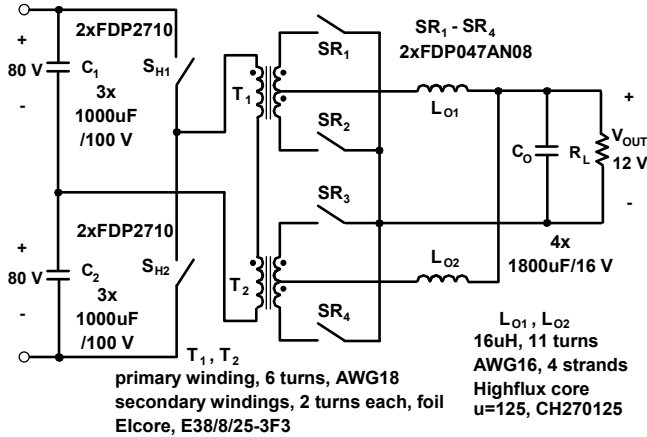 2xFDP2710
+
80 V
-
C1
3x
1000uF
/100 V
SH1
T1
SR1
SR2
SR1 - SR4
2xFDP047AN08
LO1
CO
RL
+
VOUT
12 V
-
2xFDP2710
+
80 V
-
C2
3x
1000uF
/100 V
SH2
T2
SR3
SR4
LO2
4x
1800uF/16 V
T1, T2
primary winding, 6 turns, AWG18
secondary windings, 2 turns each, foil
Elcore, E38/8/25-3F3
LO1 , LO2
16uH, 11 turns
AWG16, 4 strands
Highflux core
u=125, CH270125